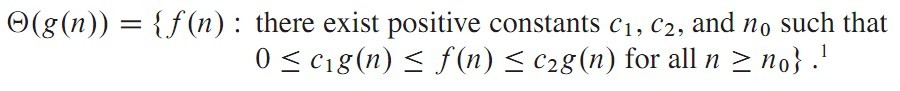 Θ(g(n)) = {f(n) : there exist positive constants c₁, c₂, and n₀ such that
0 ≤ c₁g(n) ≤ f(n) ≤ c₂g(n) for all n ≥ n₀} .¹